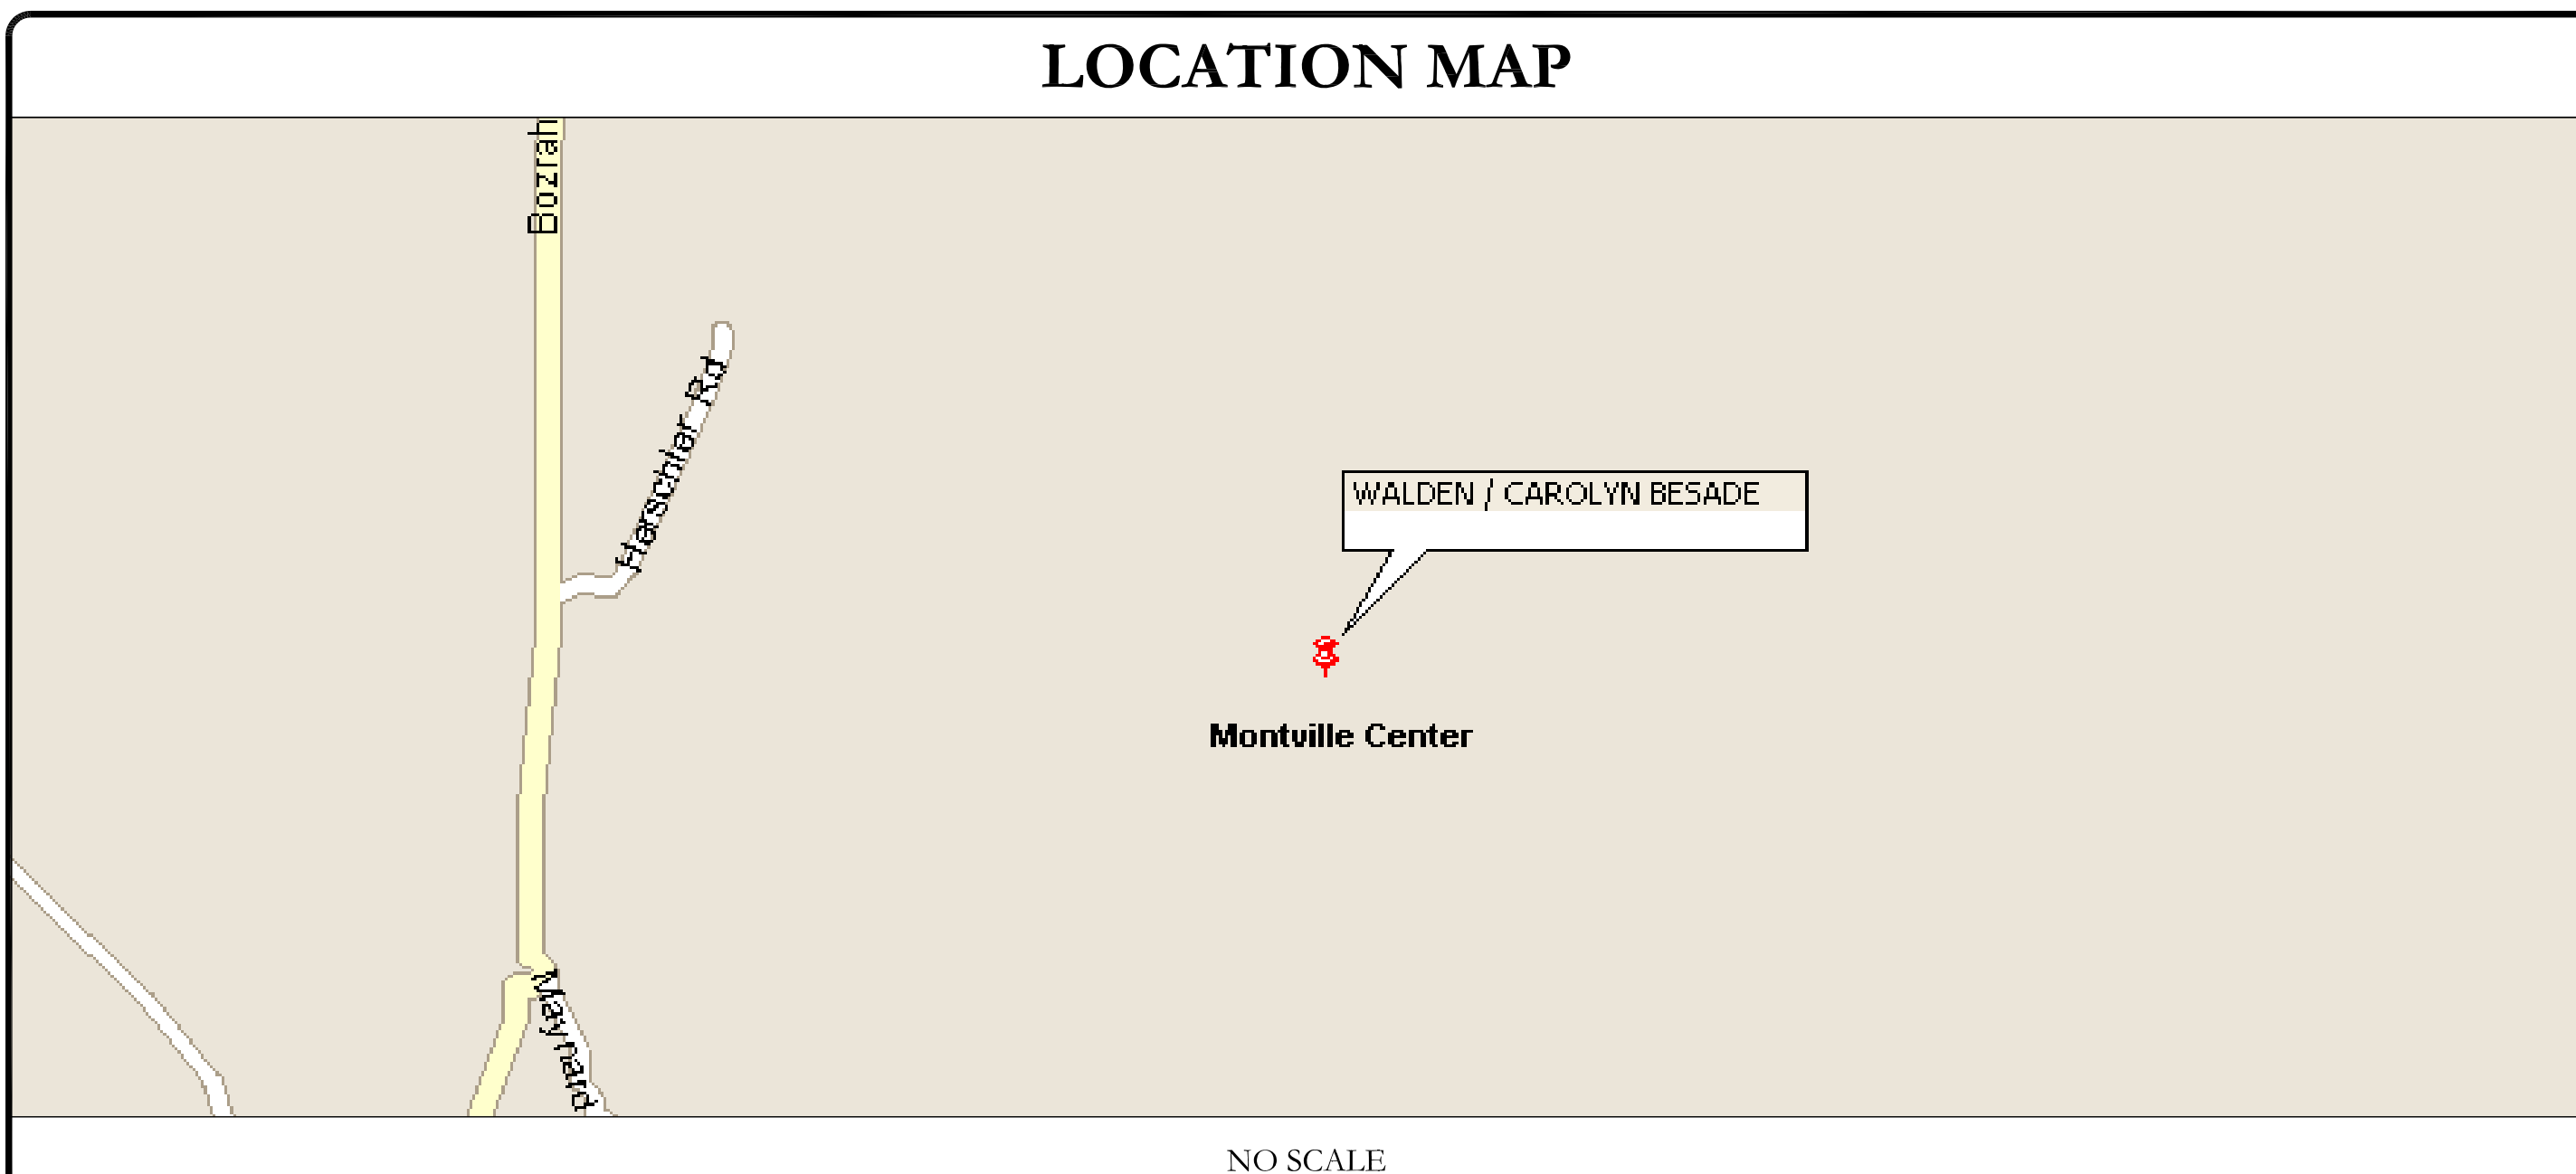 LOCATION MAP
Bozrah
Herschler Rd
WALDEN / CAROLYN BESADE
Montville Center
Maynard
NO SCALE